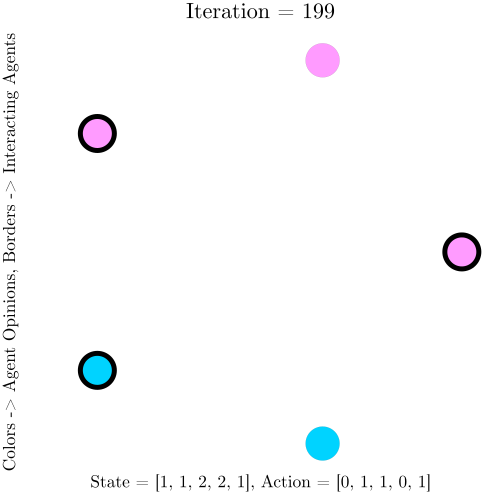 Iteration = 199
Colors -> Agent Opinions, Borders -> Interacting Agents
State = [1, 1, 2, 2, 1], Action = [0, 1, 1, 0, 1]